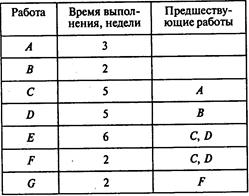 Работа Время выпол- Предшеству-
нения, недели ющие работы
A 3
B 2
C 5 A
D 5 B
E 6 C, D
F 2 C, D
G 2 F